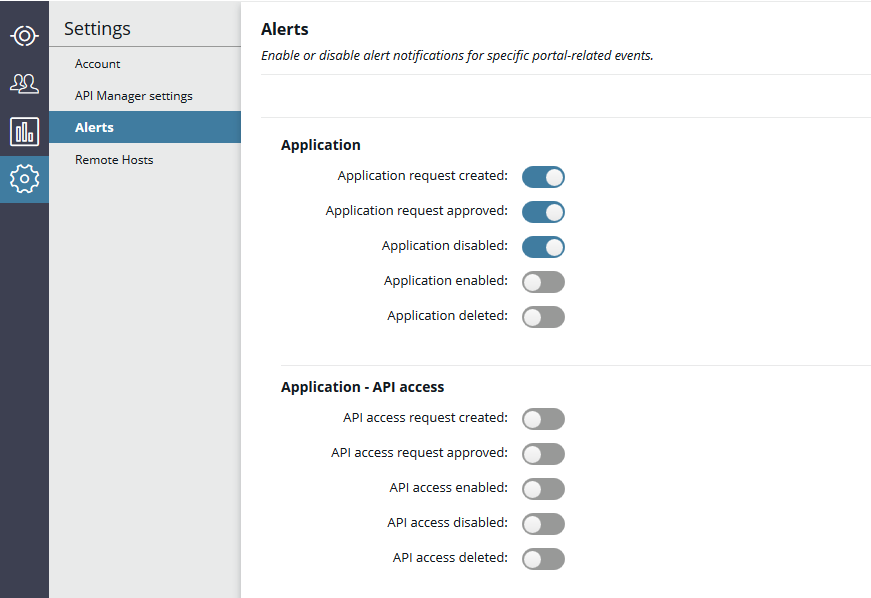 Settings
Account
API Manager settings
Alerts
Remote Hosts
Alerts
Enable or disable alert notifications for specific portal-related events.
Application
Application request created:
Application request approved:
Application disabled:
Application enabled:
Application deleted:
Application - API access
API access request created:
API access request approved:
API access enabled:
API access disabled:
API access deleted: